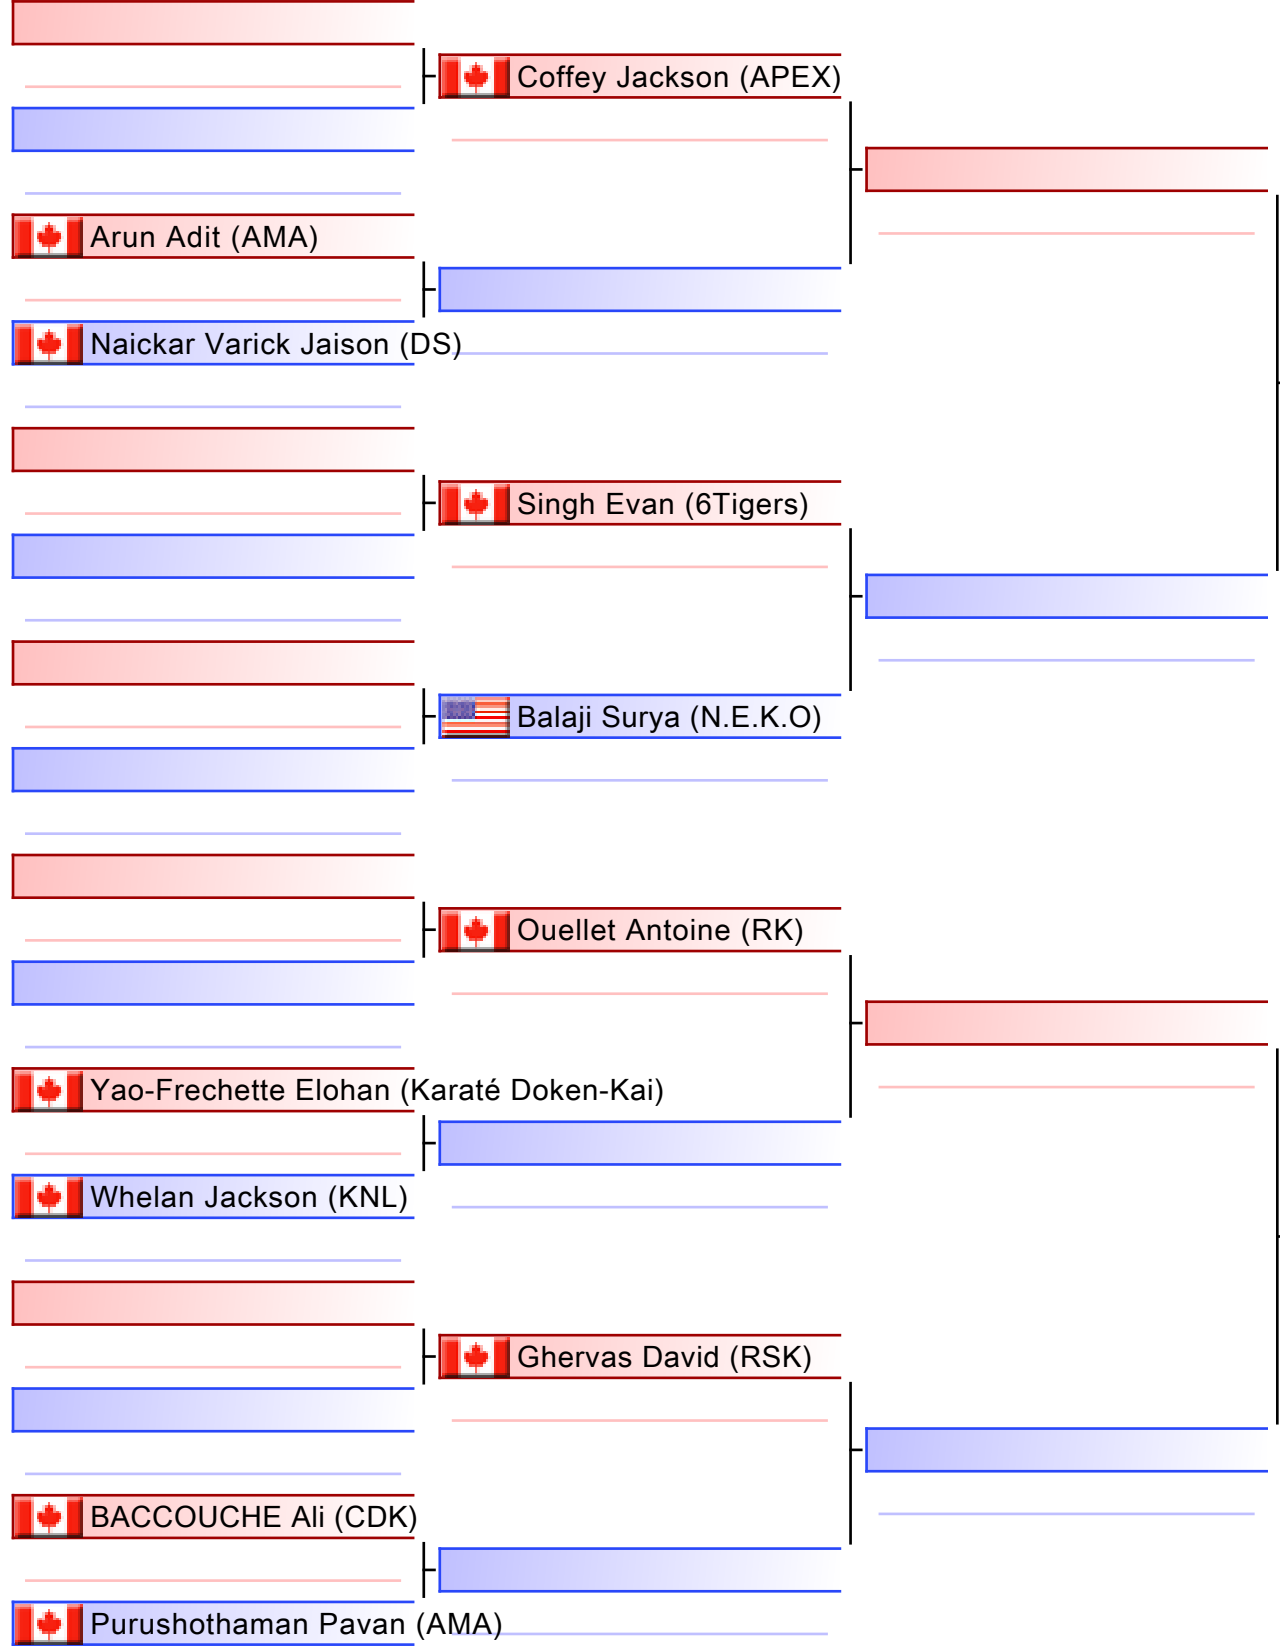 Coffey Jackson (APEX)
Arun Adit (AMA)
Naickar Varick Jaison (DS)
Singh Evan (6Tigers)
Balaji Surya (N.E.K.O)
Ouellet Antoine (RK)
Yao-Frechette Elohan (Karaté Doken-Kai)
Whelan Jackson (KNL)
Ghervas David (RSK)
BACCOUCHE Ali (CDK)
Purushothaman Pavan (AMA)